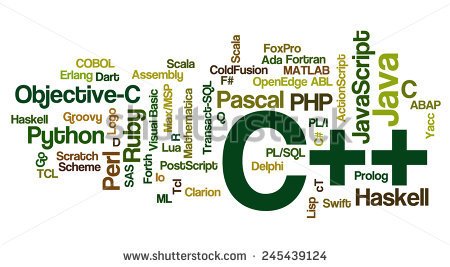 Scala
FoxPro
COBOL
Scala
Ada Fortran
Erlang Dart
Assembly
ColdFusion
MATLAB
F#
OpenEdge ABL
Objective-C
Mathematica
Max/MSP
Transact-SQL
Visual Basic
Pascal
PHP
ActionScript
JavaScript
Java
C
ABAP
Yacc
Haskell
Groovy
Logo
Ruby
Python
PL/I
C#
C++
Cg
TCL
Scratch
Scheme
d
Perl
SAS
Forth
Lua
R
PL/SQL
PostScript
Delphi
Io
Tcl
ML
Clarion
Lisp
cT
Swift
Prolog
Haskell
shutterstock
www.shutterstock.com · 245439124